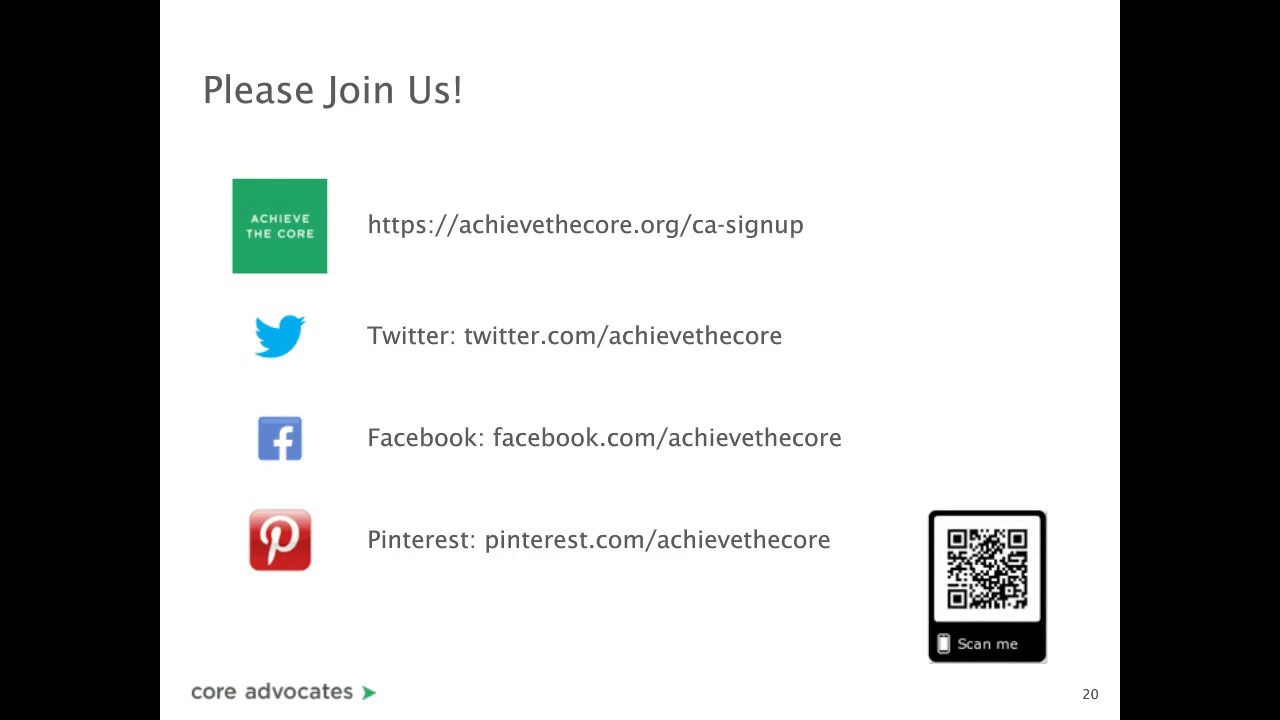 Please Join Us!
ACHIEVE
THE CORE
https://achievethecore.org/ca-signup
Twitter: twitter.com/achievethecore
Facebook: facebook.com/achievethecore
Pinterest: pinterest.com/achievethecore
Scan me
core advocates
20